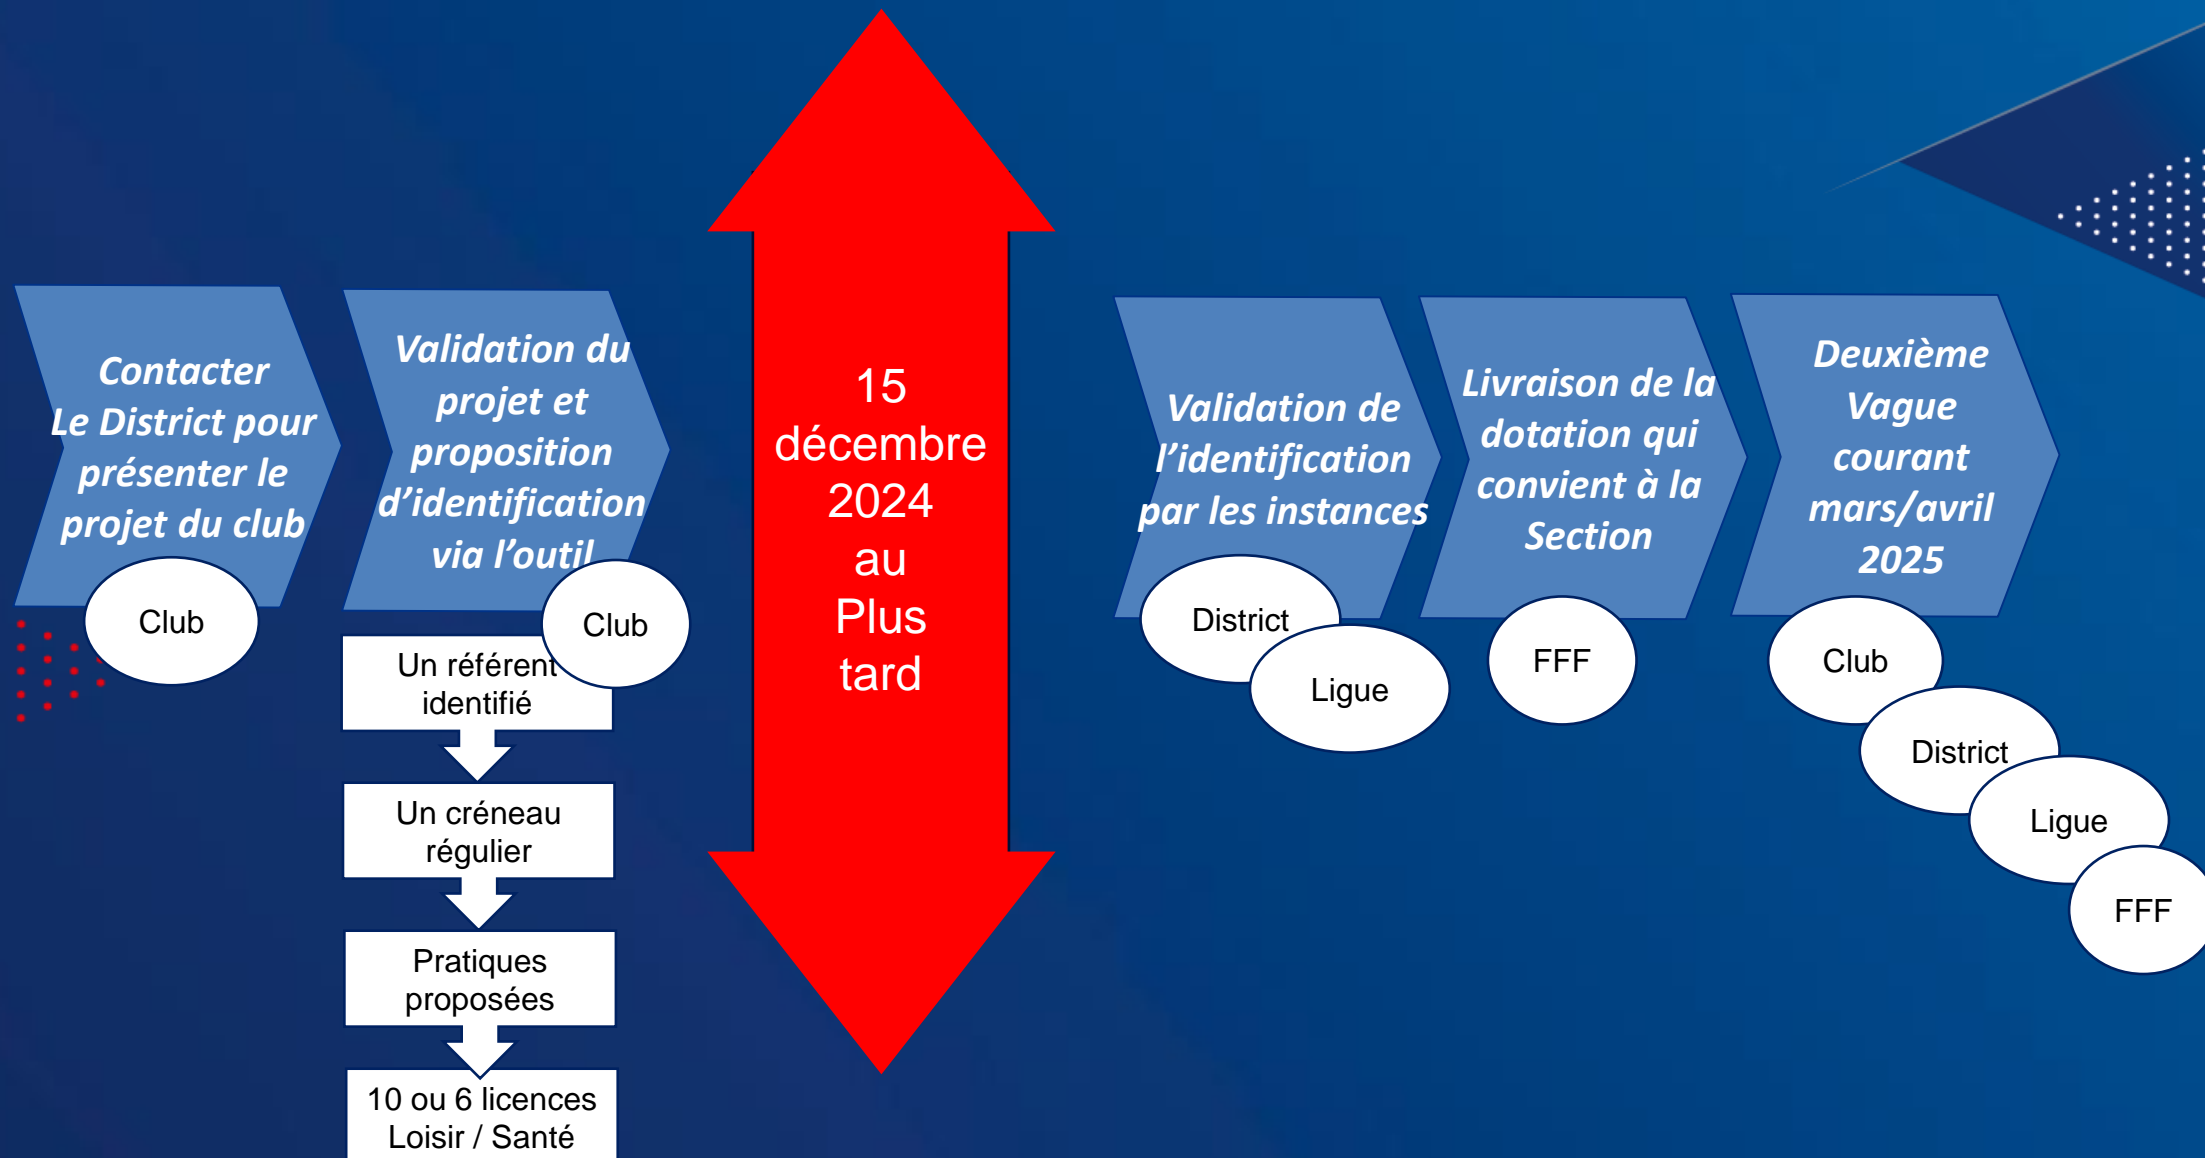 Contacter
Le District pour
présenter le
projet du club
Club
Validation du
projet et
proposition
d’identification
via l’outil
Club
Un référent
identifié
Un créneau
régulier
Pratiques
proposées
10 ou 6 licences
Loisir / Santé
15
décembre
2024
au
Plus
tard
Validation de
l’identification
par les instances
District
Ligue
Livraison de la
dotation qui
convient à la
Section
FFF
Deuxième
Vague
courant
mars/avril
2025
Club
District
Ligue
FFF